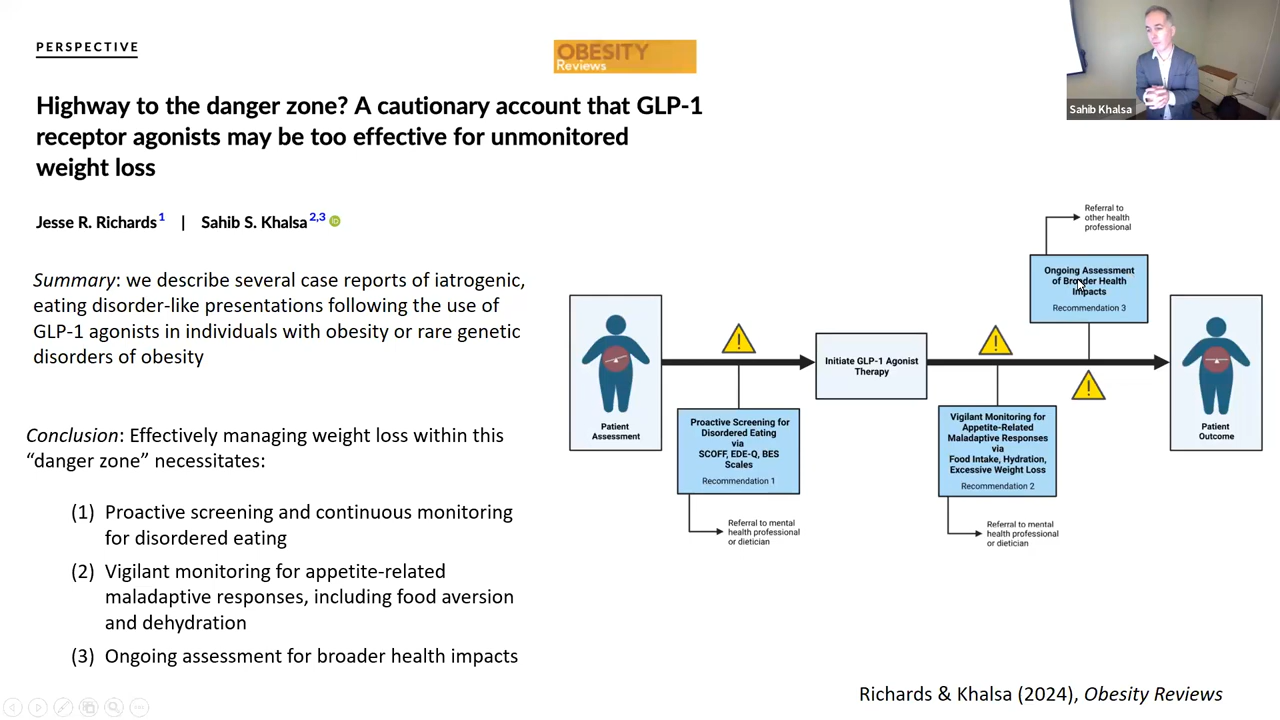 PERSPECTIVE
OBESITY
Reviews
Highway to the danger zone? A cautionary account that GLP-1
receptor agonists may be too effective for unmonitored
weight loss
Jesse R. Richards1 | Sahib S. Khalsa2,3
Summary: we describe several case reports of iatrogenic,
eating disorder-like presentations following the use of
GLP-1 agonists in individuals with obesity or rare genetic
disorders of obesity
Conclusion: Effectively managing weight loss within this
“danger zone” necessitates:
(1) Proactive screening and continuous monitoring
for disordered eating
(2) Vigilant monitoring for appetite-related
maladaptive responses, including food aversion
and dehydration
(3) Ongoing assessment for broader health impacts
Sahib Khalsa
Patient
Assessment
Proactive Screening for
Disordered Eating
via
SCOFF, EDE-Q, BES
Scales
Recommendation 1
Referral to mental
health professional
or dietician
Initiate GLP-1 Agonist
Therapy
Vigilant Monitoring for
Appetite-Related
Maladaptive Responses
via
Food Intake, Hydration,
Excessive Weight Loss
Recommendation 2
Referral to mental
health professional
or dietician
Referral to
other health
professional
Ongoing Assessment
of Broader Health
Impacts
Recommendation 3
Patient
Outcome
Richards & Khalsa (2024), Obesity Reviews